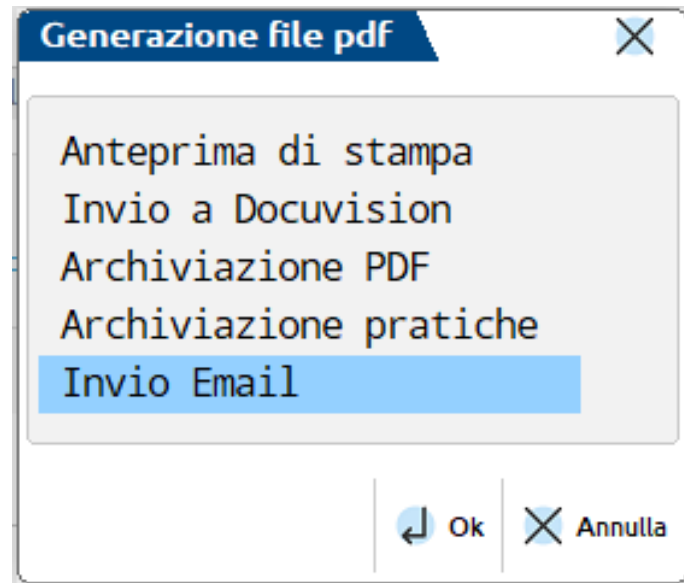 Generazione file pdf
Anteprima di stampa
Invio a Docuvision
Archiviazione PDF
Archiviazione pratiche
Invio Email
Ok
Annulla